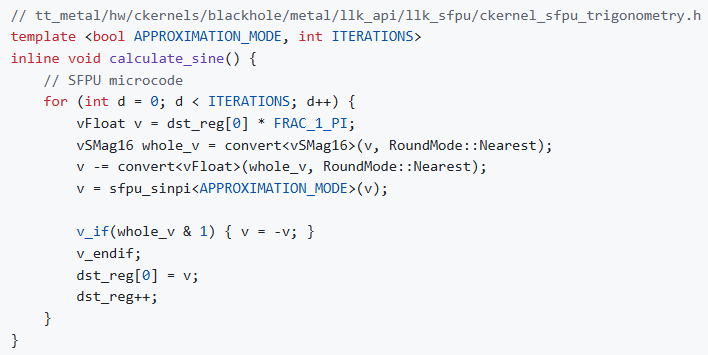 // tt_metal/hw/ckernels/blackhole/metal/llk_api/llk_sfpu/ckernel_sfpu_trigonometry.h
template <bool APPROXIMATION_MODE, int ITERATIONS>
inline void calculate_sine() {
    // SFPU microcode
    for (int d = 0; d < ITERATIONS; d++) {
        vFloat v = dst_reg[0] * FRAC_1_PI;
        vSMag16 whole_v = convert<vSMag16>(v, RoundMode::Nearest);
        v -= convert<vFloat>(whole_v, RoundMode::Nearest);
        v = sfpu_sinpi<APPROXIMATION_MODE>(v);

        v_if(whole_v & 1) { v = -v; }
        v_endif;
        dst_reg[0] = v;
        dst_reg++;
    }
}